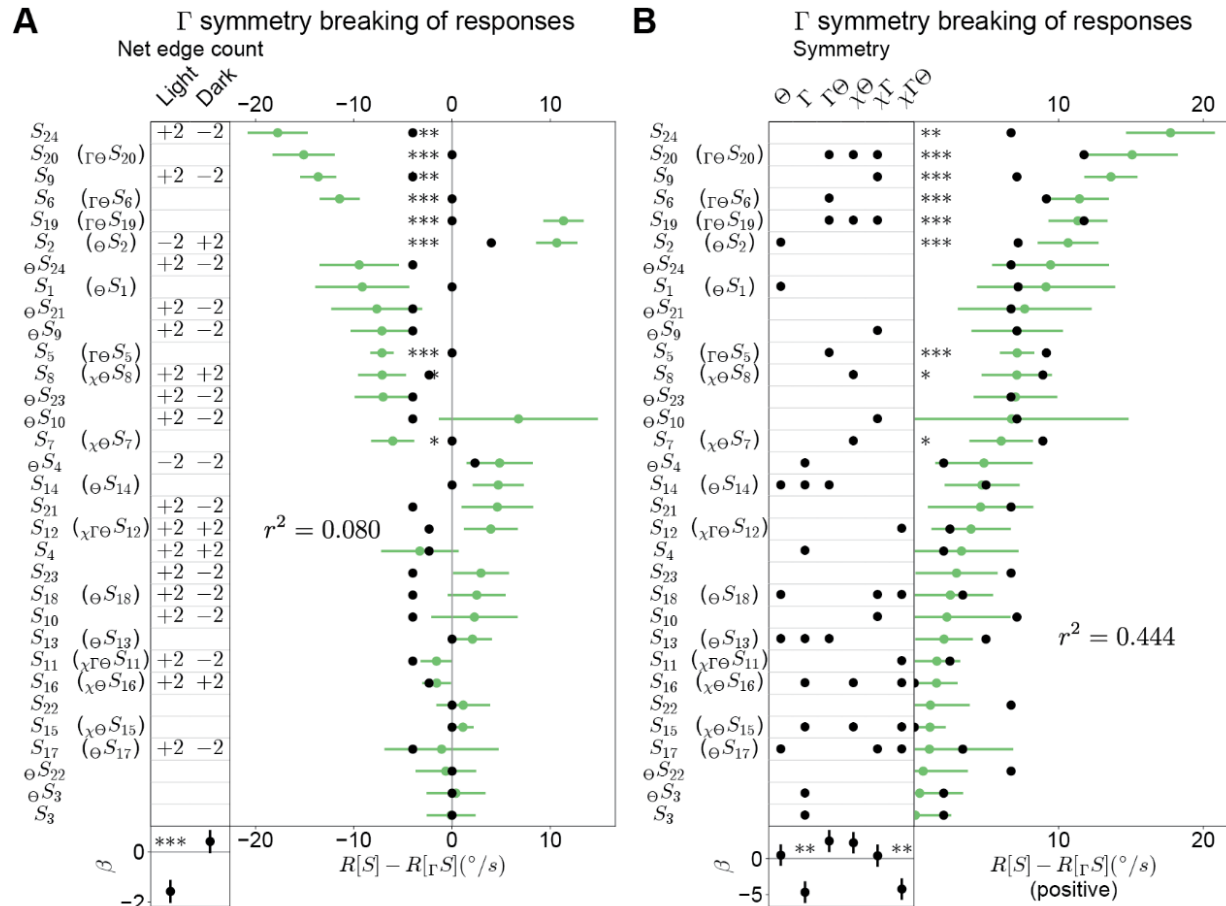 A Γ symmetry breaking of responses
Net edge count
Light Dark
−20 −10 0 10
S24 +2 −2 **
S20 (ΓΘS20) ***
S9 +2 −2 ***
S6 (ΓΘS6) ***
S19 (ΓΘS19) ***
S2 (ΘS2) −2 +2 ***
ΘS24 +2 −2
S1 (ΘS1)
ΘS21 +2 −2
ΘS9 +2 −2
S5 (ΓΘS5) ***
S8 (χΘS8) +2 +2 *
ΘS23 +2 −2
ΘS10 +2 −2
S7 (χΘS7) *
ΘS4 −2 −2
S14 (ΘS14)
S21 +2 −2
S12 (χΓΘS12) +2 +2 r² = 0.080
S4 +2 +2
S23 +2 −2
S18 (ΘS18) +2 −2
S10 +2 −2
S13 (ΘS13)
S11 (χΓΘS11) +2 −2
S16 (χΘS16) +2 +2
S22
S15 (χΘS15)
S17 (ΘS17) +2 −2
ΘS22
ΘS3
S3
−20 −10 0 10
β 0 −2 ***
R[S] − R[ΓS](°/s)
B Γ symmetry breaking of responses
Symmetry
Θ Γ ΓΘ χΘ χΓ χΓΘ
0 10 20
S24 **
S20 (ΓΘS20) ***
S9 ***
S6 (ΓΘS6) ***
S19 (ΓΘS19) ***
S2 (ΘS2) ***
ΘS24
S1 (ΘS1)
ΘS21
ΘS9
S5 (ΓΘS5) ***
S8 (χΘS8) *
ΘS23
ΘS10
S7 (χΘS7) *
ΘS4
S14 (ΘS14)
S21
S12 (χΓΘS12)
S4
S23
S18 (ΘS18)
S10
S13 (ΘS13) r² = 0.444
S11 (χΓΘS11)
S16 (χΘS16)
S22
S15 (χΘS15)
S17 (ΘS17)
ΘS22
ΘS3
S3
0 10 20
β 0 −5 ** **
R[S] − R[ΓS](°/s)
(positive)